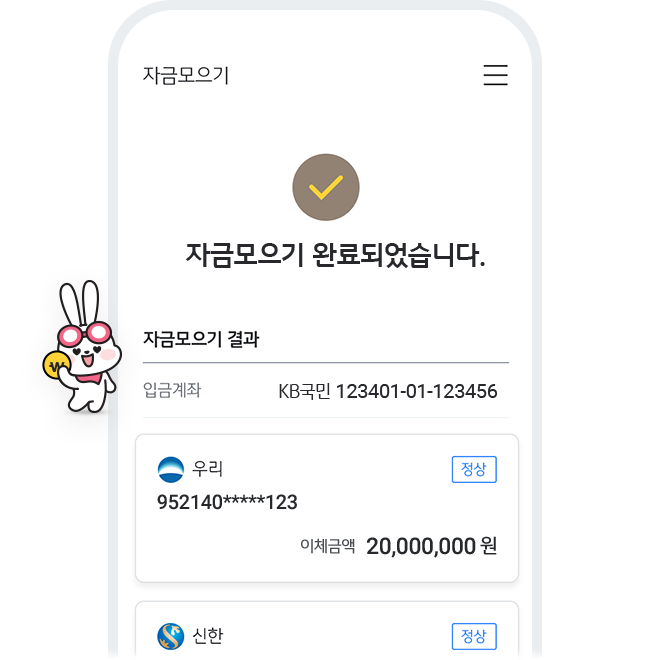 자금모으기
자금모으기 완료되었습니다.
자금모으기 결과
입금계좌 KB국민 123401-01-123456
우리 정상
952140*****123
이체금액 20,000,000 원
신한 정상